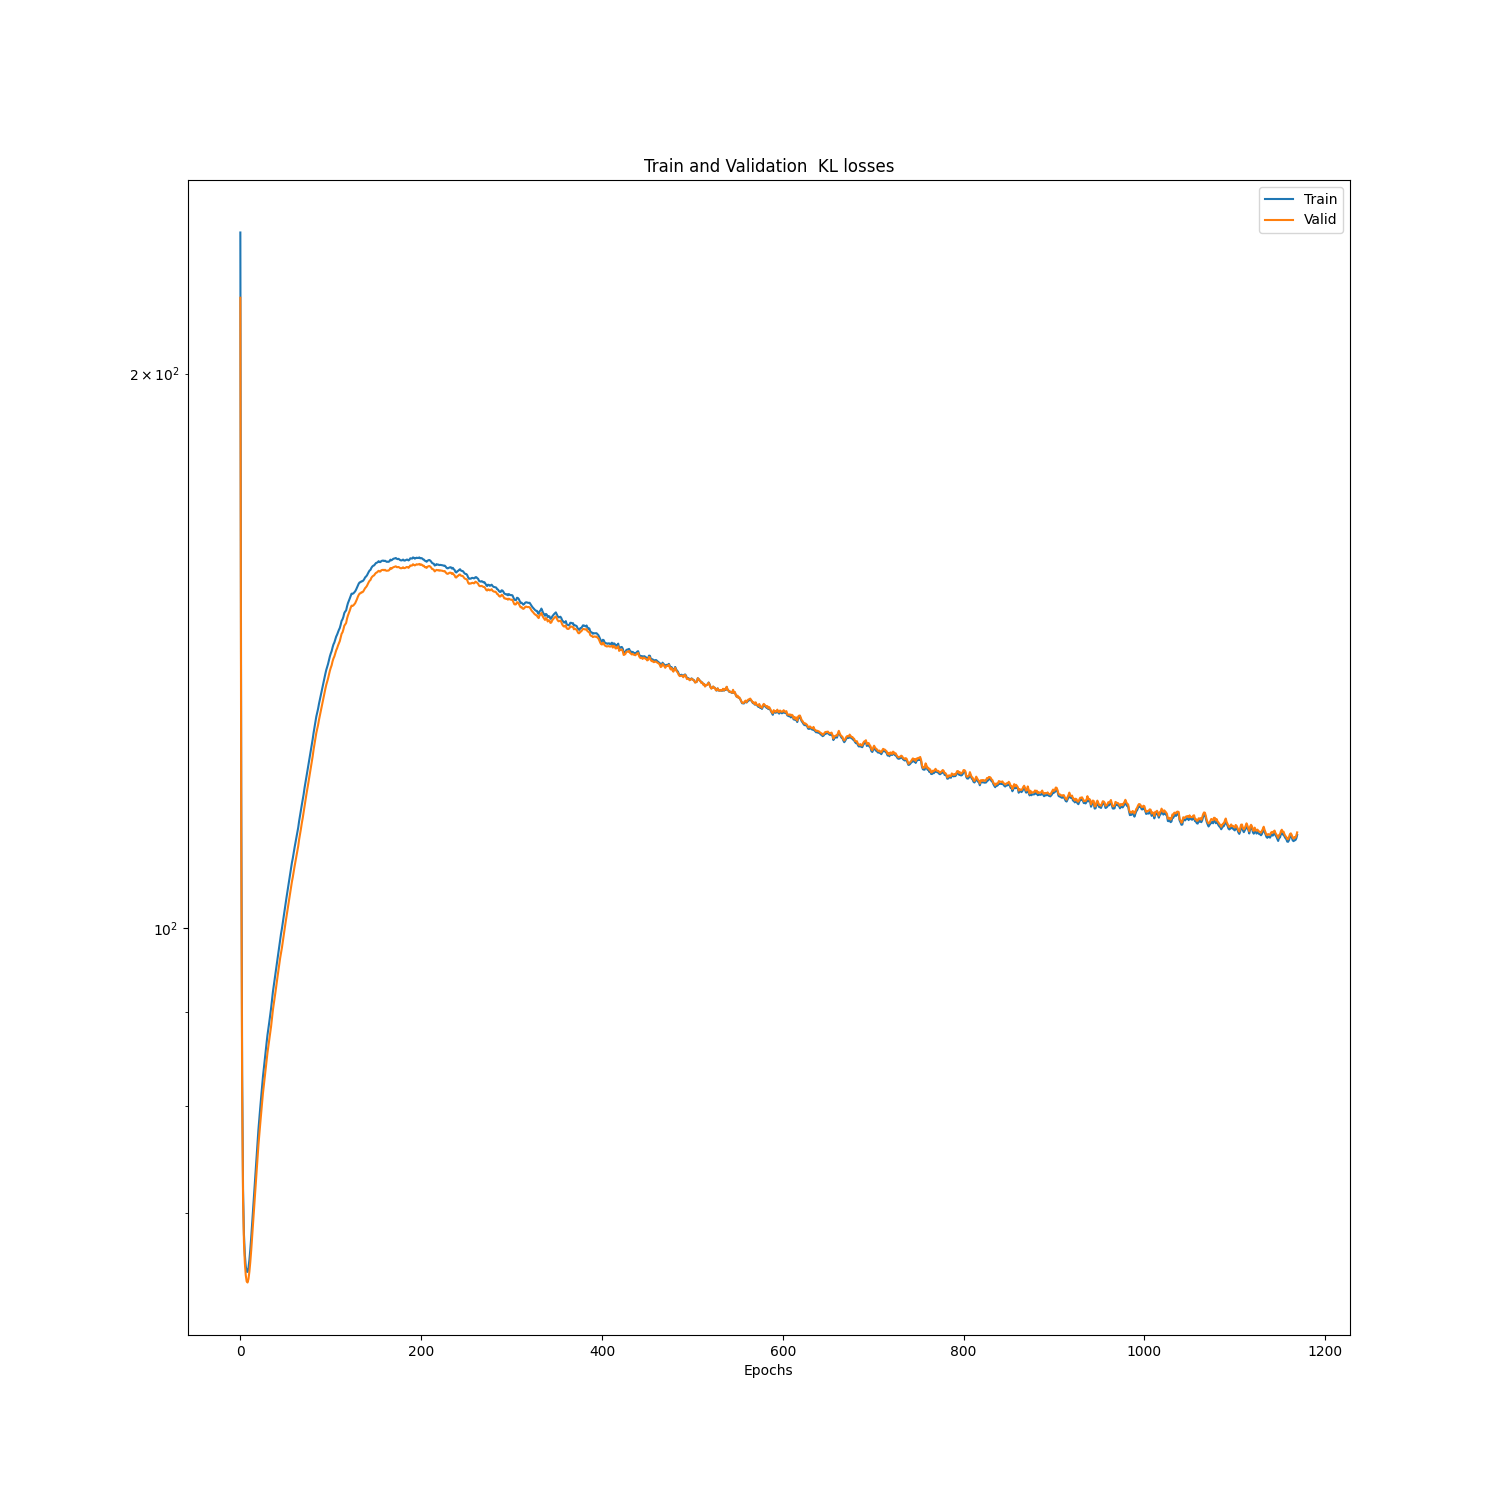 Train and Validation  KL losses
Train
Valid
2 × 10²
10²
0 200 400 600 800 1000 1200
Epochs